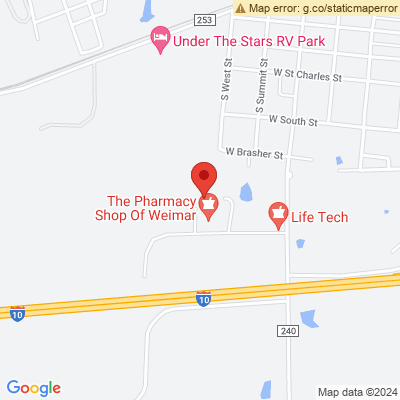 Map error: g.co/staticmaperror
253
Under The Stars RV Park
W St Charles St
S West St
S Summit St
W South St
W Brasher St
The Pharmacy
Shop Of Weimar
Life Tech
10
10
240
Google
Map data ©2024